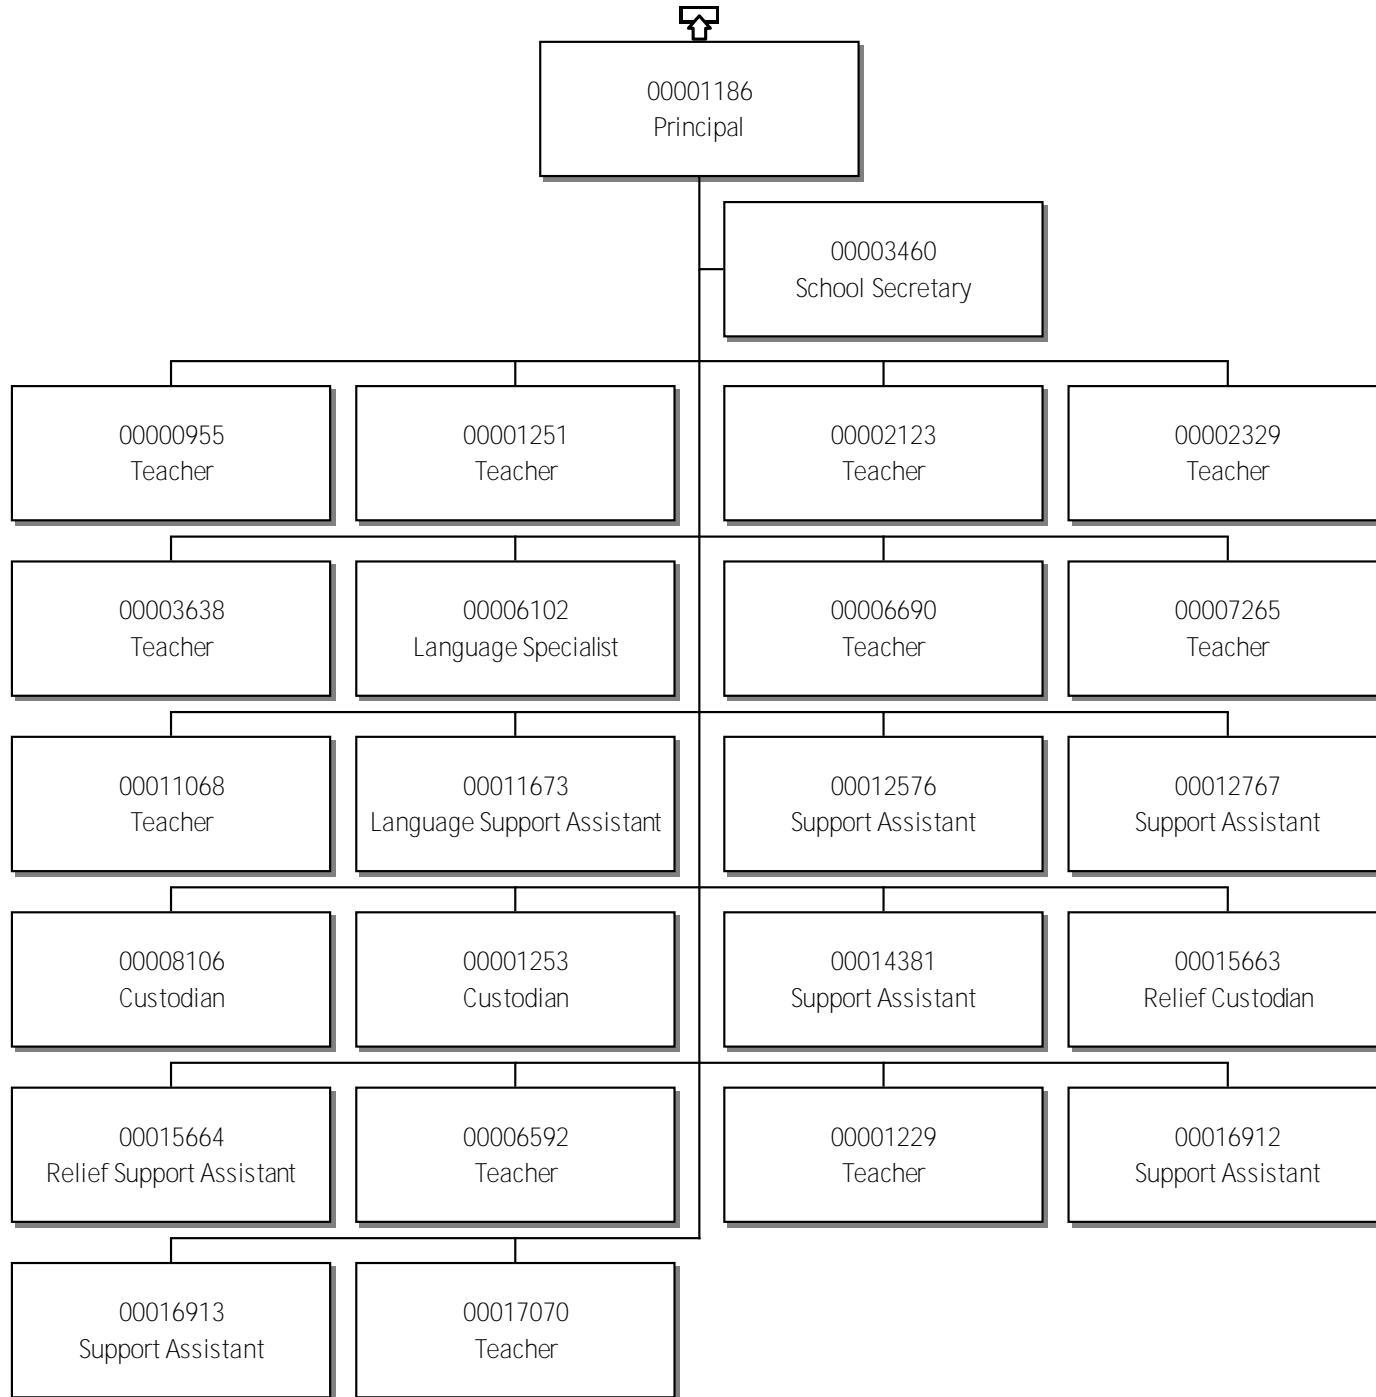 00001186
Principal
00003460
School Secretary
00000955
Teacher
00001251
Teacher
00002123
Teacher
00002329
Teacher
00003638
Teacher
00006102
Language Specialist
00006690
Teacher
00007265
Teacher
00011068
Teacher
00011673
Language Support Assistant
00012576
Support Assistant
00012767
Support Assistant
00008106
Custodian
00001253
Custodian
00014381
Support Assistant
00015663
Relief Custodian
00015664
Relief Support Assistant
00006592
Teacher
00001229
Teacher
00016912
Support Assistant
00016913
Support Assistant
00017070
Teacher